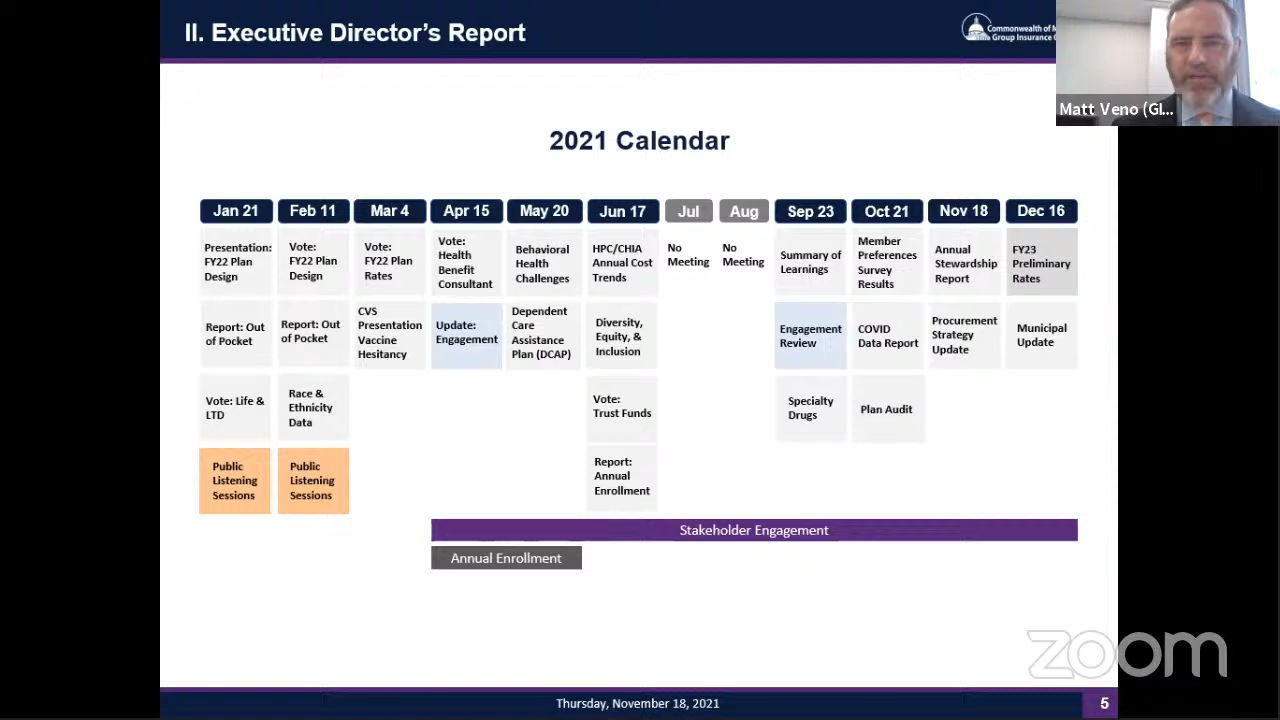 II. Executive Director's Report
Commonwealth of M
Group Insurance C
Matt Veno (GI...
2021 Calendar
Jan 21
Feb 11
Mar 4
Apr 15
May 20
Jun 17
Jul
Aug
Sep 23
Oct 21
Nov 18
Dec 16
Presentation:
FY22 Plan
Design
Vote:
FY22 Plan
Design
Vote:
FY22 Plan
Rates
Vote:
Health
Benefit
Consultant
Behavioral
Health
Challenges
HPC/CHIA
Annual Cost
Trends
No
Meeting
No
Meeting
Summary of
Learnings
Member
Preferences
Survey
Results
Annual
Stewardship
Report
FY23
Preliminary
Rates
Report: Out
of Pocket
Report: Out
of Pocket
CVS
Presentation
Vaccine
Hesitancy
Update:
Engagement
Dependent
Care
Assistance
Plan (DCAP)
Diversity,
Equity, &
Inclusion
Engagement
Review
COVID
Data Report
Procurement
Strategy
Update
Municipal
Update
Vote: Life &
LTD
Race &
Ethnicity
Data
Vote:
Trust Funds
Specialty
Drugs
Plan Audit
Public
Listening
Sessions
Public
Listening
Sessions
Report:
Annual
Enrollment
Stakeholder Engagement
Annual Enrollment
zoom
Thursday, November 18, 2021
5